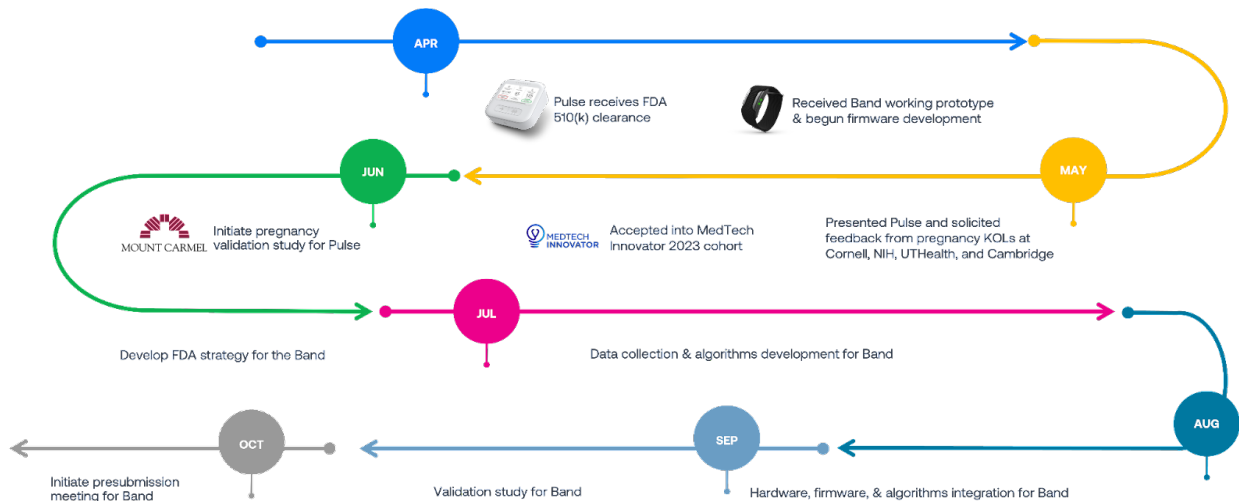 APR
Pulse receives FDA
510(k) clearance
Received Band working prototype
& begun firmware development
MAY
Presented Pulse and solicited
feedback from pregnancy KOLs at
Cornell, NIH, UTHealth, and Cambridge
MEDTECH
INNOVATOR
Accepted into MedTech
Innovator 2023 cohort
JUN
MOUNT CARMEL
Initiate pregnancy
validation study for Pulse
Develop FDA strategy for the Band
JUL
Data collection & algorithms development for Band
AUG
Hardware, firmware, & algorithms integration for Band
SEP
Validation study for Band
OCT
Initiate presubmission
meeting for Band